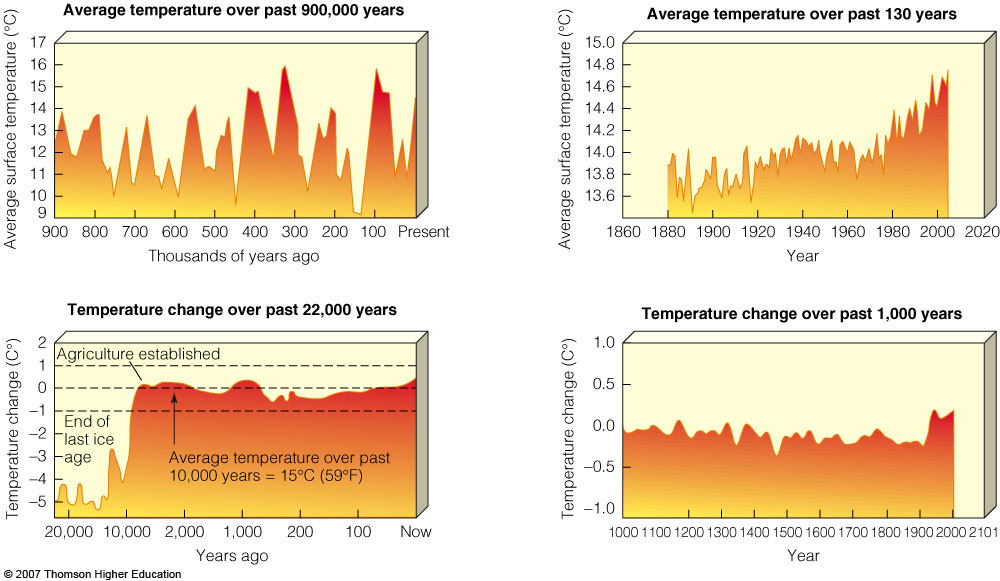 Average temperature over past 900,000 years
Average surface temperature (°C)
17
16
15
14
13
12
11
10
9
900 800 700 600 500 400 300 200 100 Present
Thousands of years ago
Average temperature over past 130 years
Average surface temperature (°C)
15.0
14.8
14.6
14.4
14.2
14.0
13.8
13.6
1860 1880 1900 1920 1940 1960 1980 2000 2020
Year
Temperature change over past 22,000 years
Temperature change (C°)
2
1
0
–1
–2
–3
–4
–5
Agriculture established
End of
last ice
age
Average temperature over past
10,000 years = 15°C (59°F)
20,000 10,000 2,000 1,000 200 100 Now
Years ago
Temperature change over past 1,000 years
Temperature change (C°)
1.0
0.5
0.0
–0.5
–1.0
1000 1100 1200 1300 1400 1500 1600 1700 1800 1900 2000 2101
Year
© 2007 Thomson Higher Education